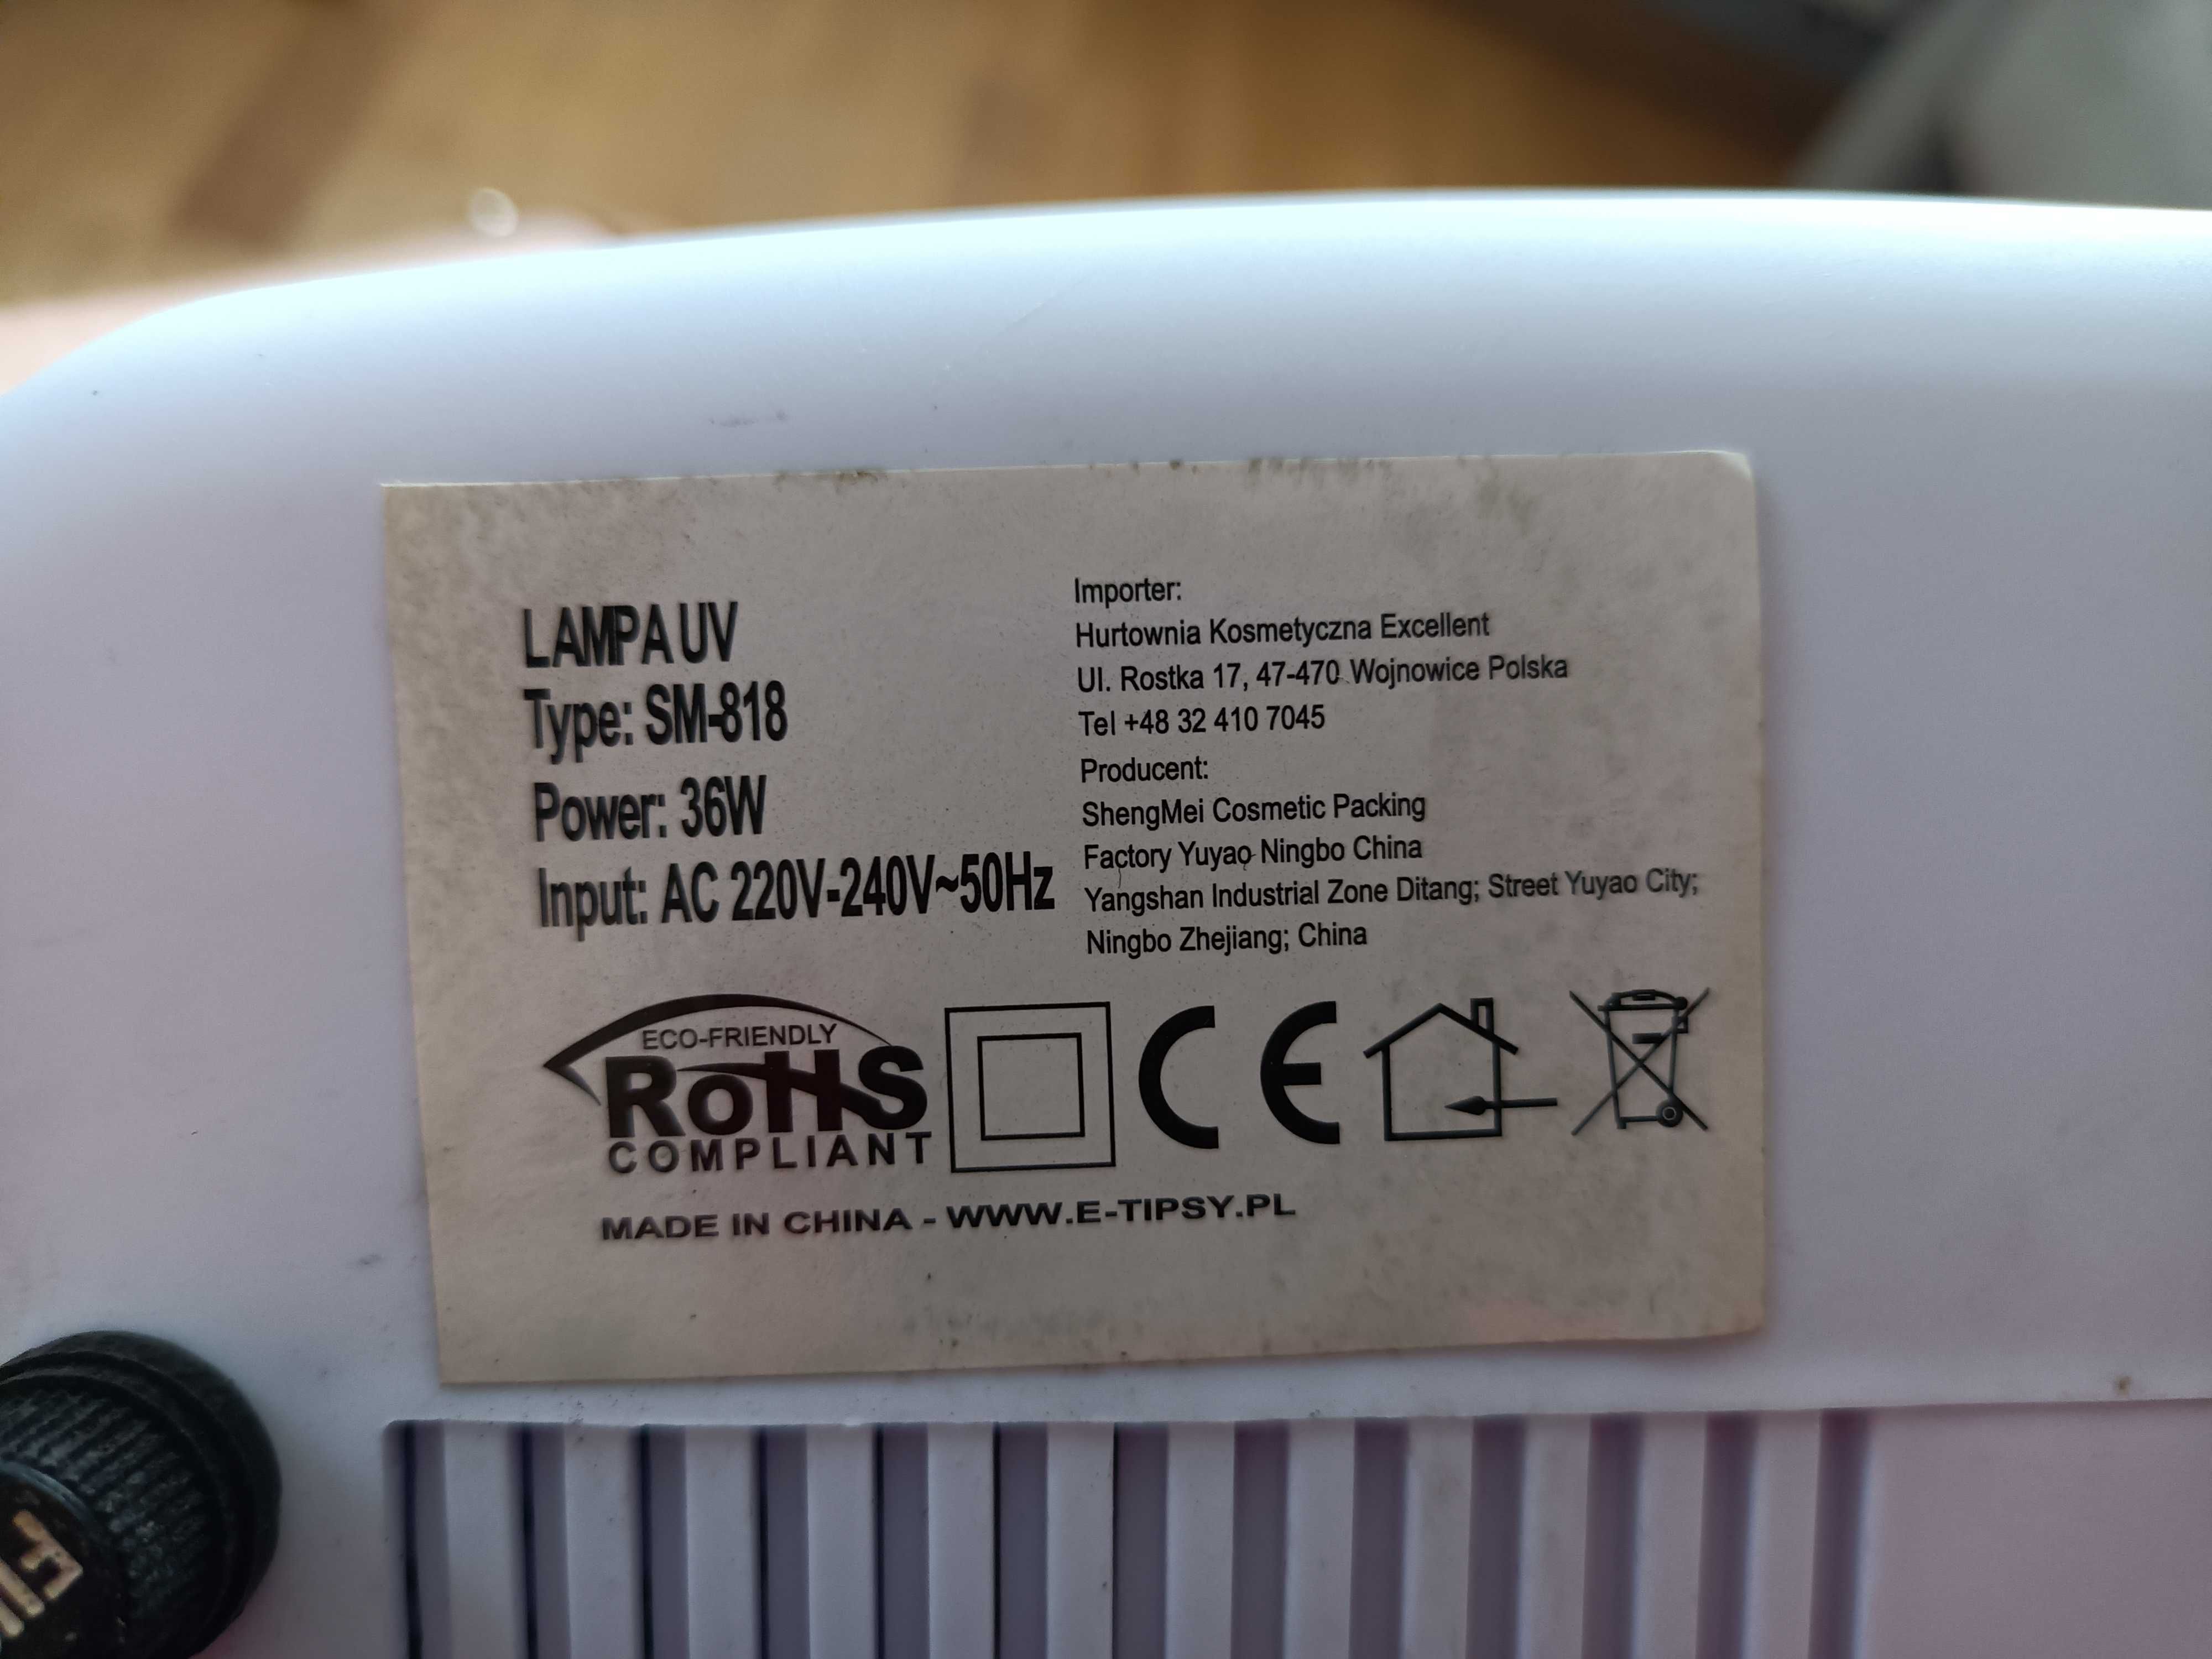 LAMPA UV
Type: SM-818
Power: 36W
Input: AC 220V-240V~50Hz
Importer:
Hurtownia Kosmetyczna Excellent
Ul. Rostka 17, 47-470 Wojnowice Polska
Tel +48 32 410 7045
Producent:
ShengMei Cosmetic Packing
Factory Yuyao Ningbo China
Yangshan Industrial Zone Ditang; Street Yuyao City;
Ningbo Zhejiang; China
ECO-FRIENDLY
RoHS
COMPLIANT
CE
MADE IN CHINA - WWW.E-TIPSY.PL